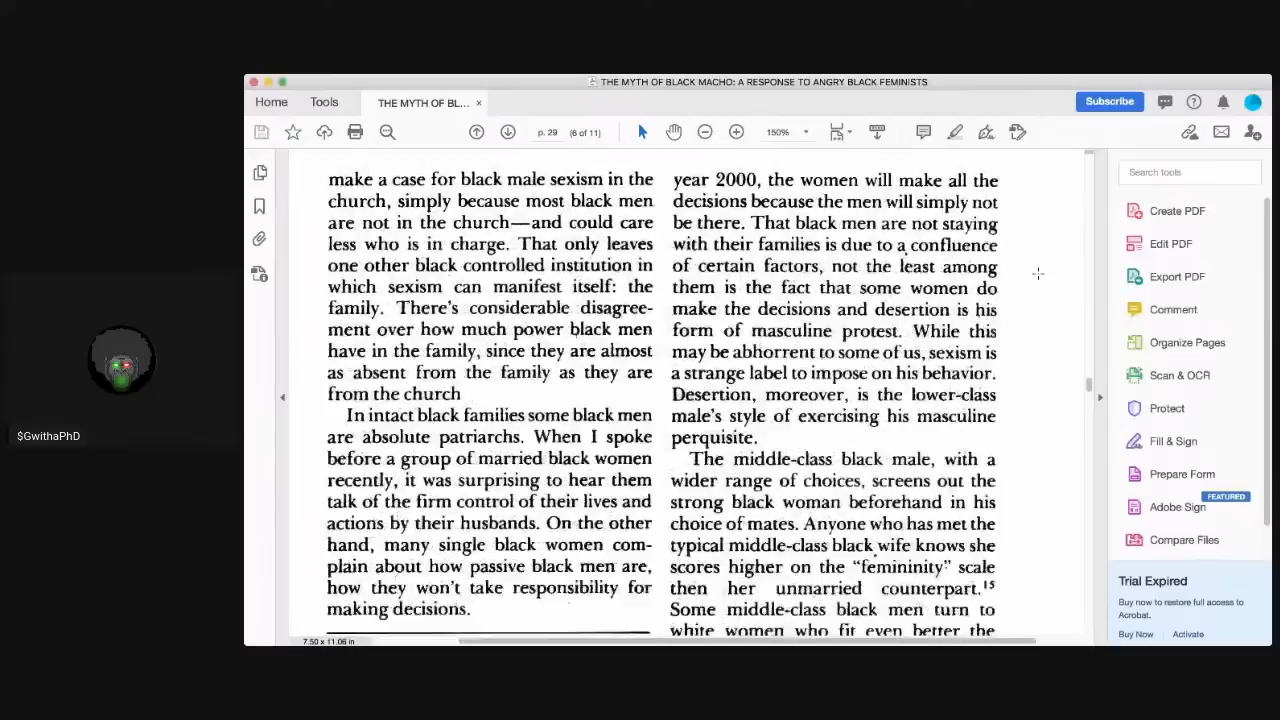 THE MYTH OF BLACK MACHO: A RESPONSE TO ANGRY BLACK FEMINISTS
Home
Tools
THE MYTH OF BL...
×
Subscribe
p. 29
(6 of 11)
150%
make a case for black male sexism in the
church, simply because most black men
are not in the church—and could care
less who is in charge. That only leaves
one other black controlled institution in
which sexism can manifest itself: the
family. There's considerable disagree-
ment over how much power black men
have in the family, since they are almost
as absent from the family as they are
from the church
In intact black families some black men
are absolute patriarchs. When I spoke
before a group of married black women
recently, it was surprising to hear them
talk of the firm control of their lives and
actions by their husbands. On the other
hand, many single black women com-
plain about how passive black men are,
how they won't take responsibility for
making decisions.
year 2000, the women will make all the
decisions because the men will simply not
be there. That black men are not staying
with their families is due to a confluence
of certain factors, not the least among
them is the fact that some women do
make the decisions and desertion is his
form of masculine protest. While this
may be abhorrent to some of us, sexism is
a strange label to impose on his behavior.
Desertion, moreover, is the lower-class
male's style of exercising his masculine
perquisite.
The middle-class black male, with a
wider range of choices, screens out the
strong black woman beforehand in his
choice of mates. Anyone who has met the
typical middle-class black wife knows she
scores higher on the "femininity" scale
then her unmarried counterpart.15
Some middle-class black men turn to
white women who fit even better the
7.50 x 11.06 in
Search tools
Create PDF
Edit PDF
Export PDF
Comment
Organize Pages
Scan & OCR
Protect
Fill & Sign
Prepare Form
FEATURED
Adobe Sign
Compare Files
Trial Expired
Buy now to restore full access to
Acrobat.
Buy Now
Activate
$GwithaPhD